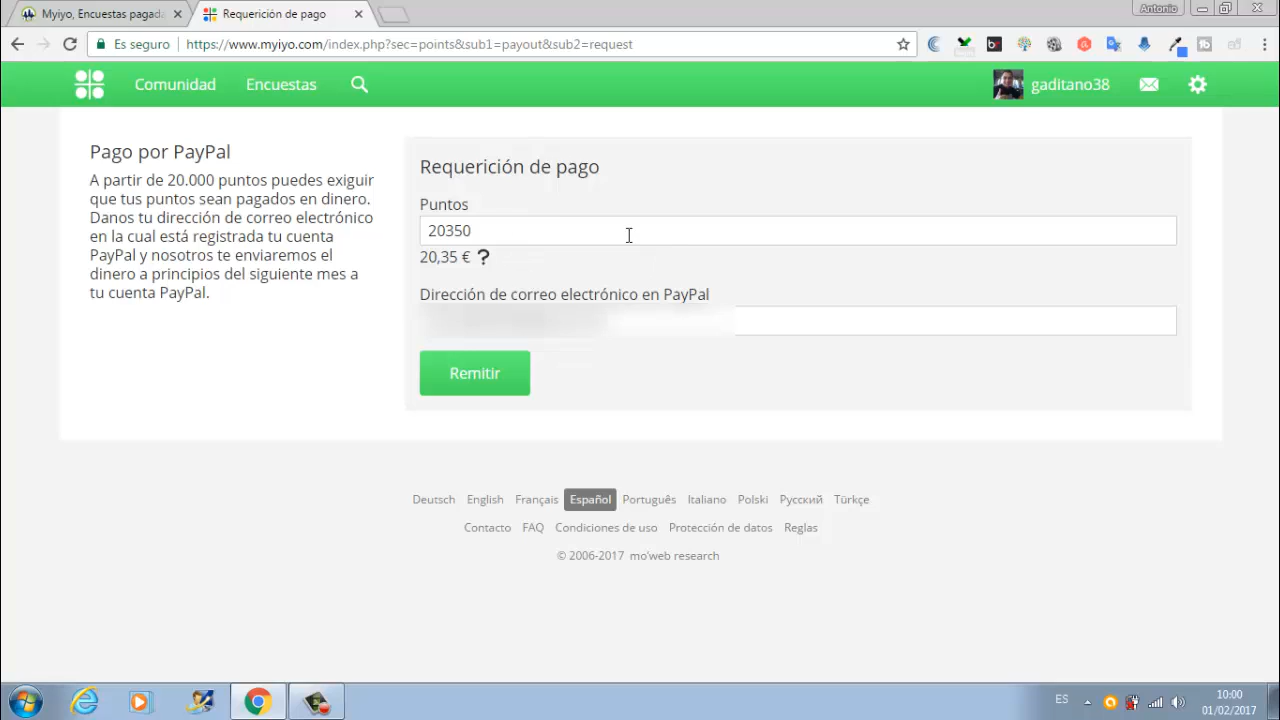 Myiyo, Encuestas pagada
Requerición de pago
Antonio
Es seguro
https://www.myiyo.com/index.php?sec=points&sub1=payout&sub2=request
Comunidad
Encuestas
gaditano38
Pago por PayPal
A partir de 20.000 puntos puedes exiguir
que tus puntos sean pagados en dinero.
Danos tu dirección de correo electrónico
en la cual está registrada tu cuenta
PayPal y nosotros te enviaremos el
dinero a principios del siguiente mes a
tu cuenta PayPal.
Requerición de pago
Puntos
20350
20,35 € ?
Dirección de correo electrónico en PayPal
Remitir
Deutsch English Français Español Português Italiano Polski Русский Türkçe
Contacto FAQ Condiciones de uso Protección de datos Reglas
© 2006-2017 mo'web research
ES
10:00
01/02/2017